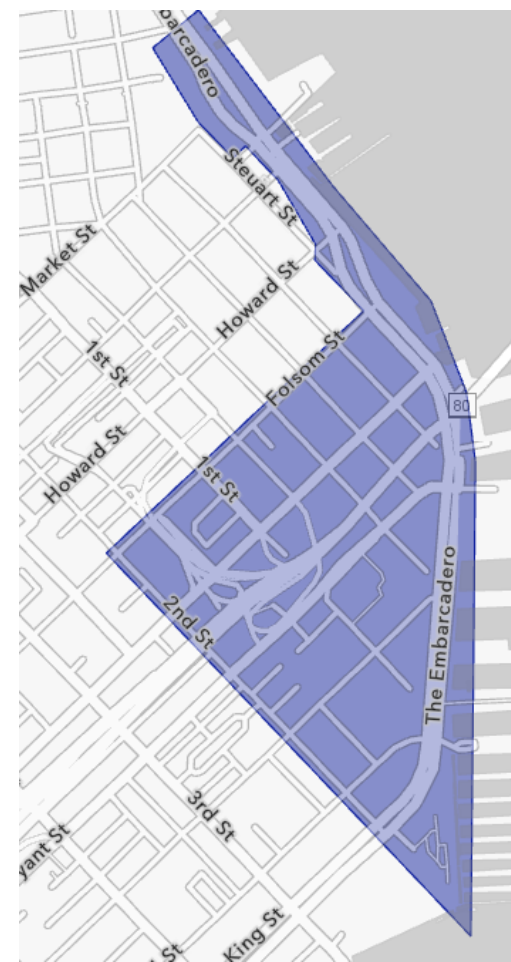 barcadero
Steuart St
Market St
Howard St
1st St
Folsom St
80
Howard St
1st St
2nd St
The Embarcadero
3rd St
yant St
King St
St